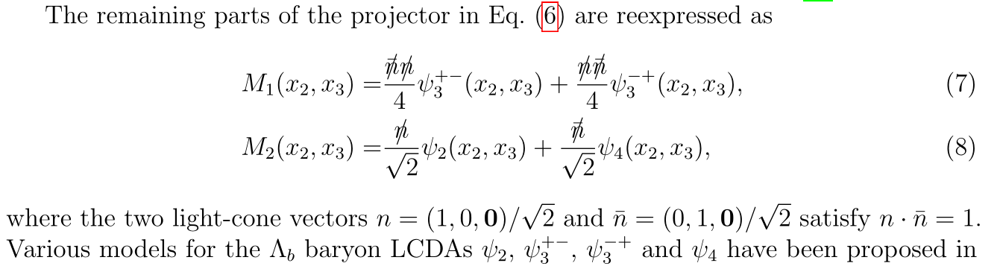 The remaining parts of the projector in Eq. (6) are reexpressed as
$M_1(x_2, x_3) = \frac{\not{\bar{n}}\not{n}}{4}\psi_3^{+-}(x_2, x_3) + \frac{\not{n}\not{\bar{n}}}{4}\psi_3^{-+}(x_2, x_3),$ (7)
$M_2(x_2, x_3) = \frac{\not{n}}{\sqrt{2}}\psi_2(x_2, x_3) + \frac{\not{\bar{n}}}{\sqrt{2}}\psi_4(x_2, x_3),$ (8)
where the two light-cone vectors $n = (1, 0, \mathbf{0})/\sqrt{2}$ and $\bar{n} = (0, 1, \mathbf{0})/\sqrt{2}$ satisfy $n \cdot \bar{n} = 1$.
Various models for the $\Lambda_b$ baryon LCDAs $\psi_2$, $\psi_3^{+-}$, $\psi_3^{-+}$ and $\psi_4$ have been proposed in